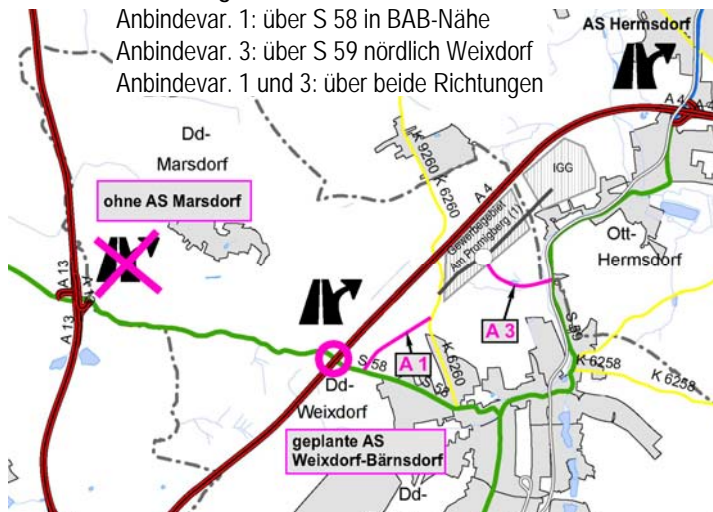 Anbindevar. 1: über S 58 in BAB-Nähe
Anbindevar. 3: über S 59 nördlich Weixdorf
Anbindevar. 1 und 3: über beide Richtungen
AS Hermsdorf
A 4
Dd-
Marsdorf
ohne AS Marsdorf
K 9260
K 6260
A 4
IGG
Gewerbegebiet
Am Promigberg (1)
Ott-
Hermsdorf
A 13
A 13
A 3
S 59
A 1
S 58
S 58
K 6260
K 6258
K 6258
Dd-
Weixdorf
geplante AS
Weixdorf-Bärnsdorf
Dd-